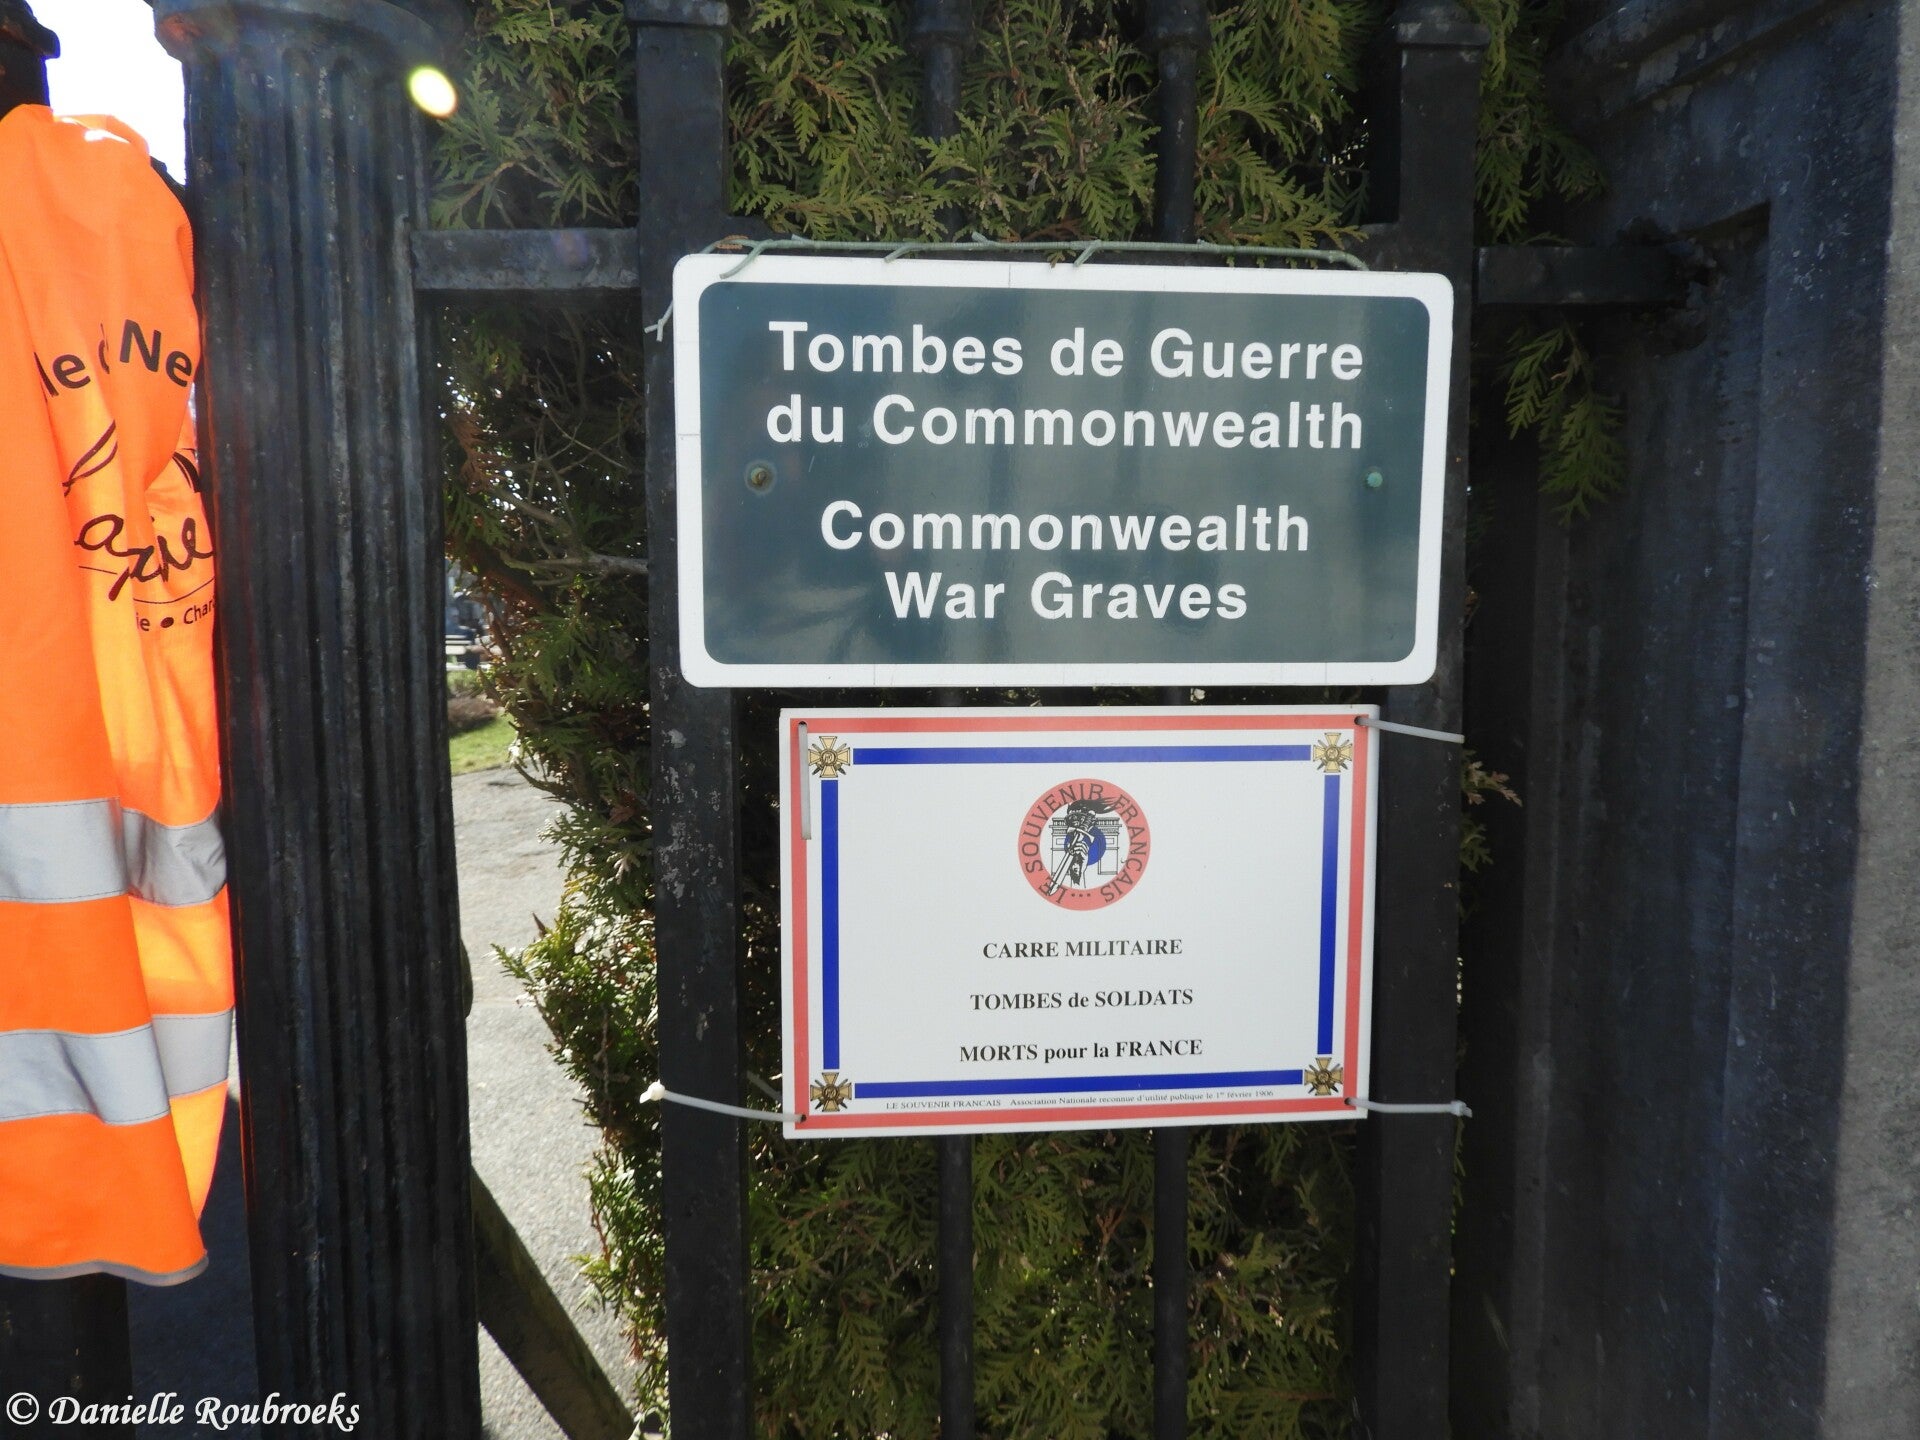 Tombes de Guerre
du Commonwealth
Commonwealth
War Graves
LE SOUVENIR FRANÇAIS...
CARRE MILITAIRE
TOMBES de SOLDATS
MORTS pour la FRANCE
LE SOUVENIR FRANCAIS Association Nationale reconnue d'utilité publique le 1er février 1906
© Danielle Roubroeks